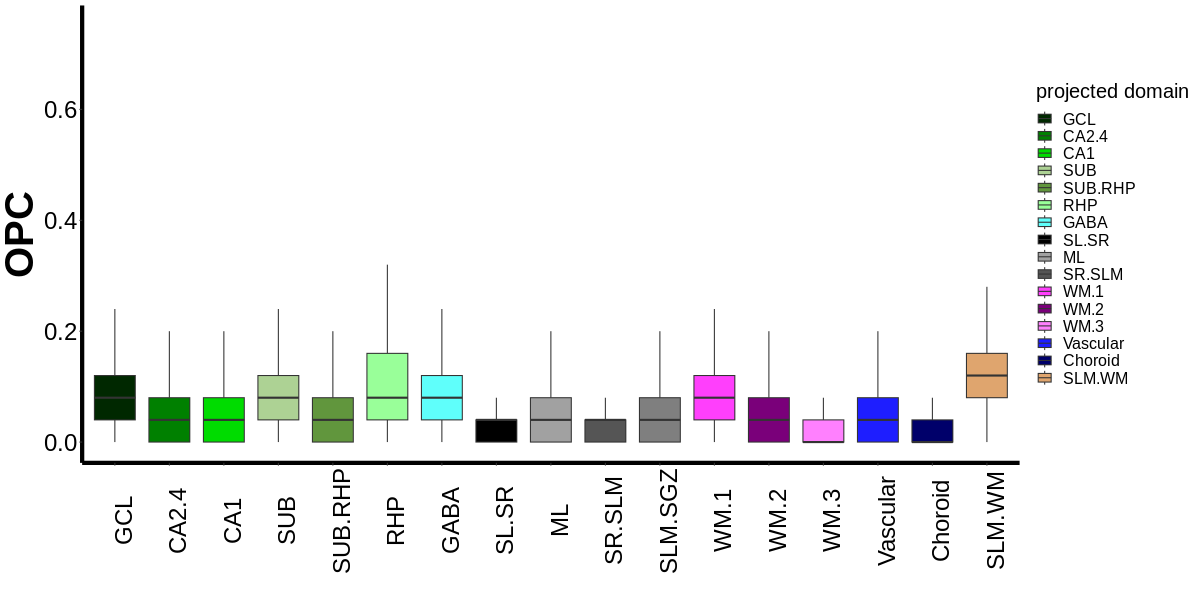 OPC
0.6
0.4
0.2
0.0
GCL
CA2.4
CA1
SUB
SUB.RHP
RHP
GABA
SL.SR
ML
SR.SLM
SLM.SGZ
WM.1
WM.2
WM.3
Vascular
Choroid
SLM.WM
projected domain
GCL
CA2.4
CA1
SUB
SUB.RHP
RHP
GABA
SL.SR
ML
SR.SLM
WM.1
WM.2
WM.3
Vascular
Choroid
SLM.WM